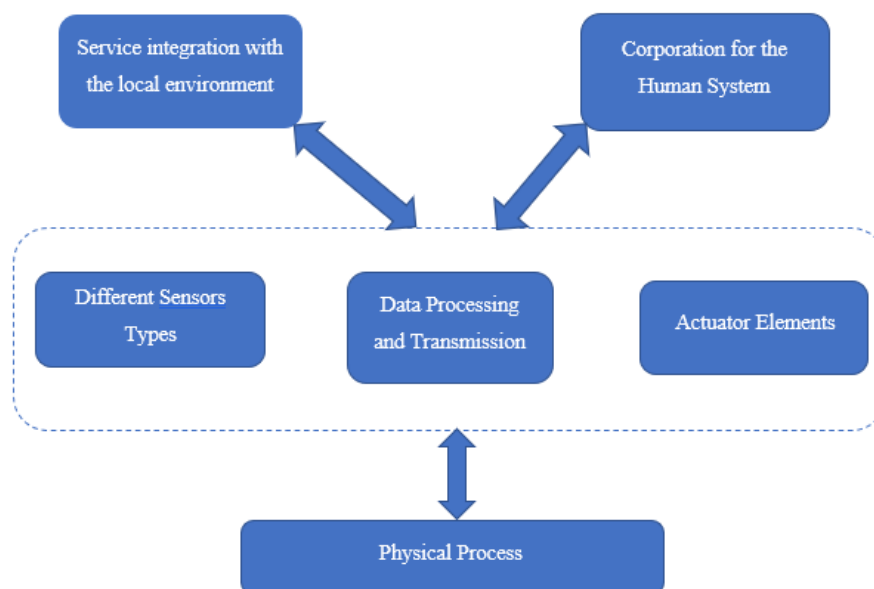 Service integration with
the local environment
Corporation for the
Human System
Different Sensors
Types
Data Processing
and Transmission
Actuator Elements
Physical Process